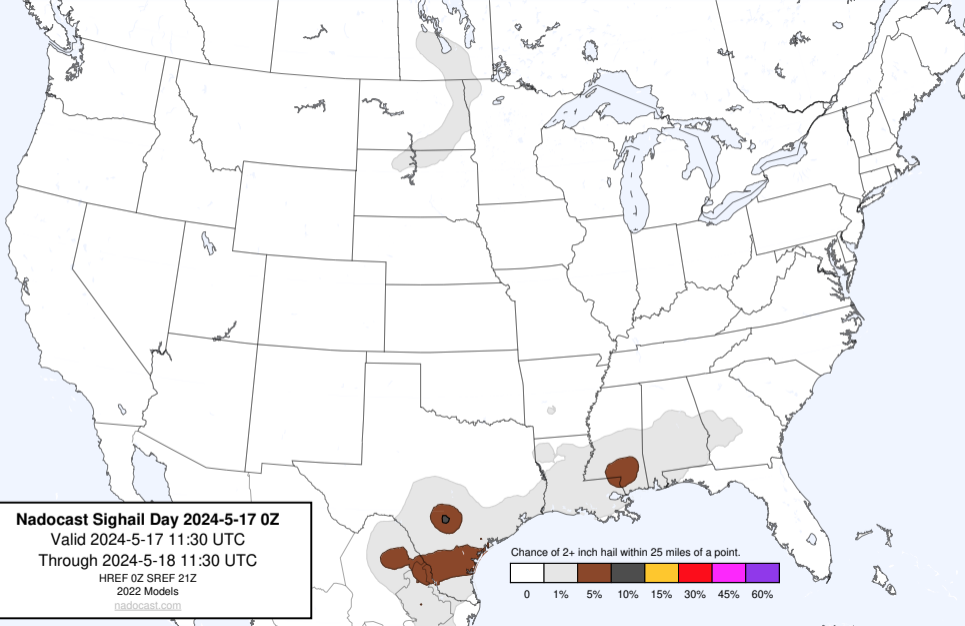 Nadocast Sighail Day 2024-5-17 0Z
Valid 2024-5-17 11:30 UTC
Through 2024-5-18 11:30 UTC
HREF 0Z SREF 21Z
2022 Models
nadocast.com
Chance of 2+ inch hail within 25 miles of a point.
0 1% 5% 10% 15% 30% 45% 60%